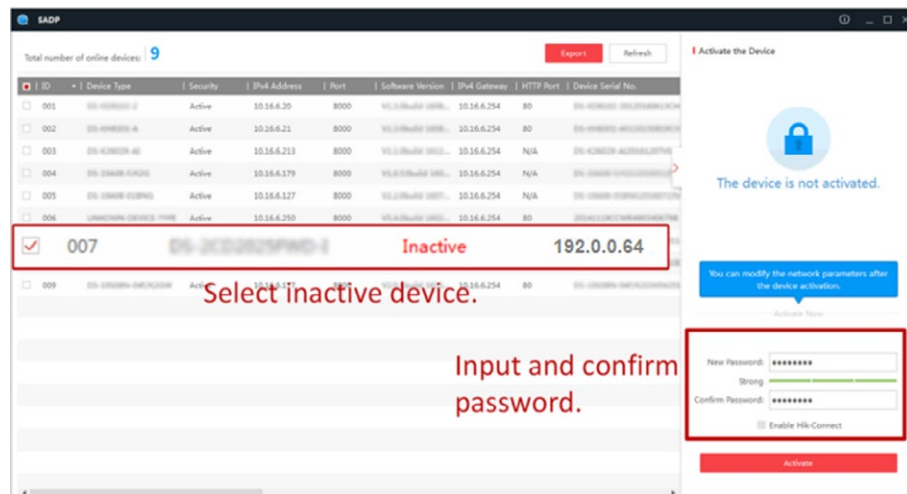 SADP
Total number of online devices: 9
Export
Refresh
ID | Device Type | Security | IPv4 Address | Port | Software Version | IPv4 Gateway | HTTP Port | Device Serial No.
001 Active 10.16.6.20 8000 10.16.6.254 80
002 Active 10.16.6.21 8000 10.16.6.254 80
003 Active 10.16.6.213 8000 10.16.6.254 N/A
004 Active 10.16.6.179 8000 10.16.6.254 N/A
005 Active 10.16.6.127 8000 10.16.6.254 N/A
006 Active 10.16.6.250 8000 10.16.6.254 80
007 Inactive 192.0.0.64
009 10.16.6.254 80
Select inactive device.
Input and confirm
password.
Activate the Device
The device is not activated.
You can modify the network parameters after
the device activation.
Activate Now
New Password:
Strong
Confirm Password:
Enable Hik-Connect
Activate